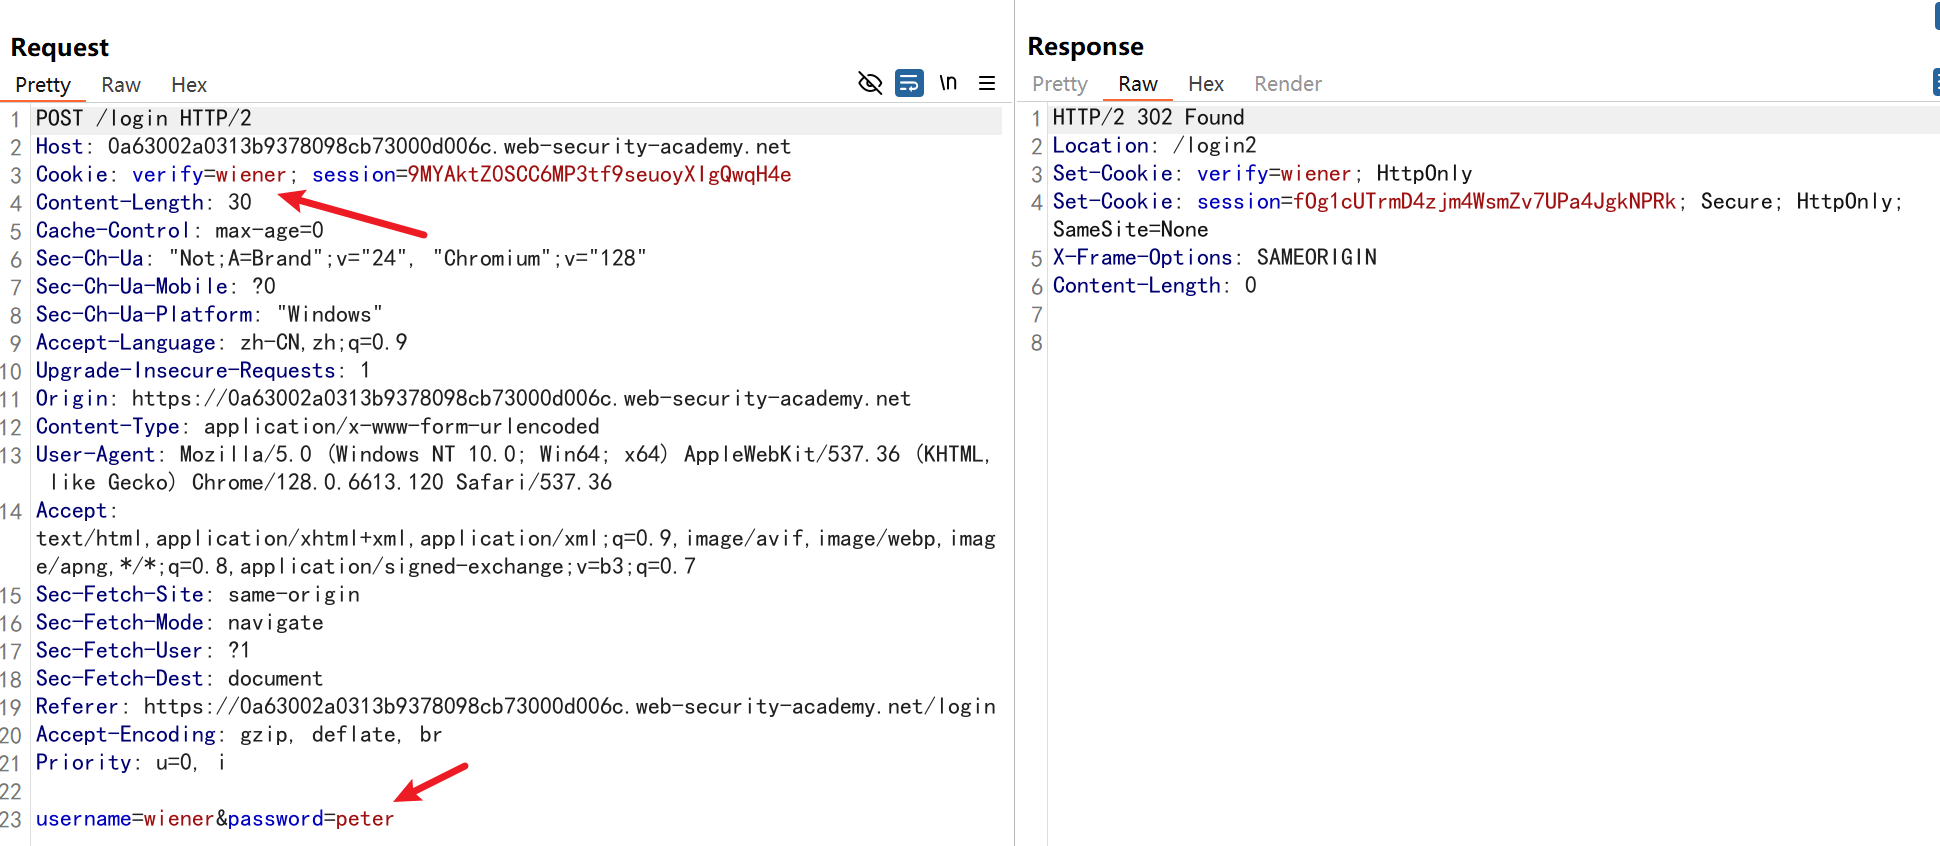 Request
Pretty Raw Hex \n
1 POST /login HTTP/2
2 Host: 0a63002a0313b9378098cb73000d006c.web-security-academy.net
3 Cookie: verify=wiener; session=9MYAktZOSCC6MP3tf9seuoyXIgQwqH4e
4 Content-Length: 30
5 Cache-Control: max-age=0
6 Sec-Ch-Ua: "Not;A=Brand";v="24", "Chromium";v="128"
7 Sec-Ch-Ua-Mobile: ?0
8 Sec-Ch-Ua-Platform: "Windows"
9 Accept-Language: zh-CN,zh;q=0.9
10 Upgrade-Insecure-Requests: 1
11 Origin: https://0a63002a0313b9378098cb73000d006c.web-security-academy.net
12 Content-Type: application/x-www-form-urlencoded
13 User-Agent: Mozilla/5.0 (Windows NT 10.0; Win64; x64) AppleWebKit/537.36 (KHTML,
like Gecko) Chrome/128.0.6613.120 Safari/537.36
14 Accept:
text/html,application/xhtml+xml,application/xml;q=0.9,image/avif,image/webp,imag
e/apng,*/*;q=0.8,application/signed-exchange;v=b3;q=0.7
15 Sec-Fetch-Site: same-origin
16 Sec-Fetch-Mode: navigate
17 Sec-Fetch-User: ?1
18 Sec-Fetch-Dest: document
19 Referer: https://0a63002a0313b9378098cb73000d006c.web-security-academy.net/login
20 Accept-Encoding: gzip, deflate, br
21 Priority: u=0, i
22
23 username=wiener&password=peter
Response
Pretty Raw Hex Render
1 HTTP/2 302 Found
2 Location: /login2
3 Set-Cookie: verify=wiener; HttpOnly
4 Set-Cookie: session=fOg1cUTrmD4zjm4WsmZv7UPa4JgkNPRk; Secure; HttpOnly;
SameSite=None
5 X-Frame-Options: SAMEORIGIN
6 Content-Length: 0
7
8